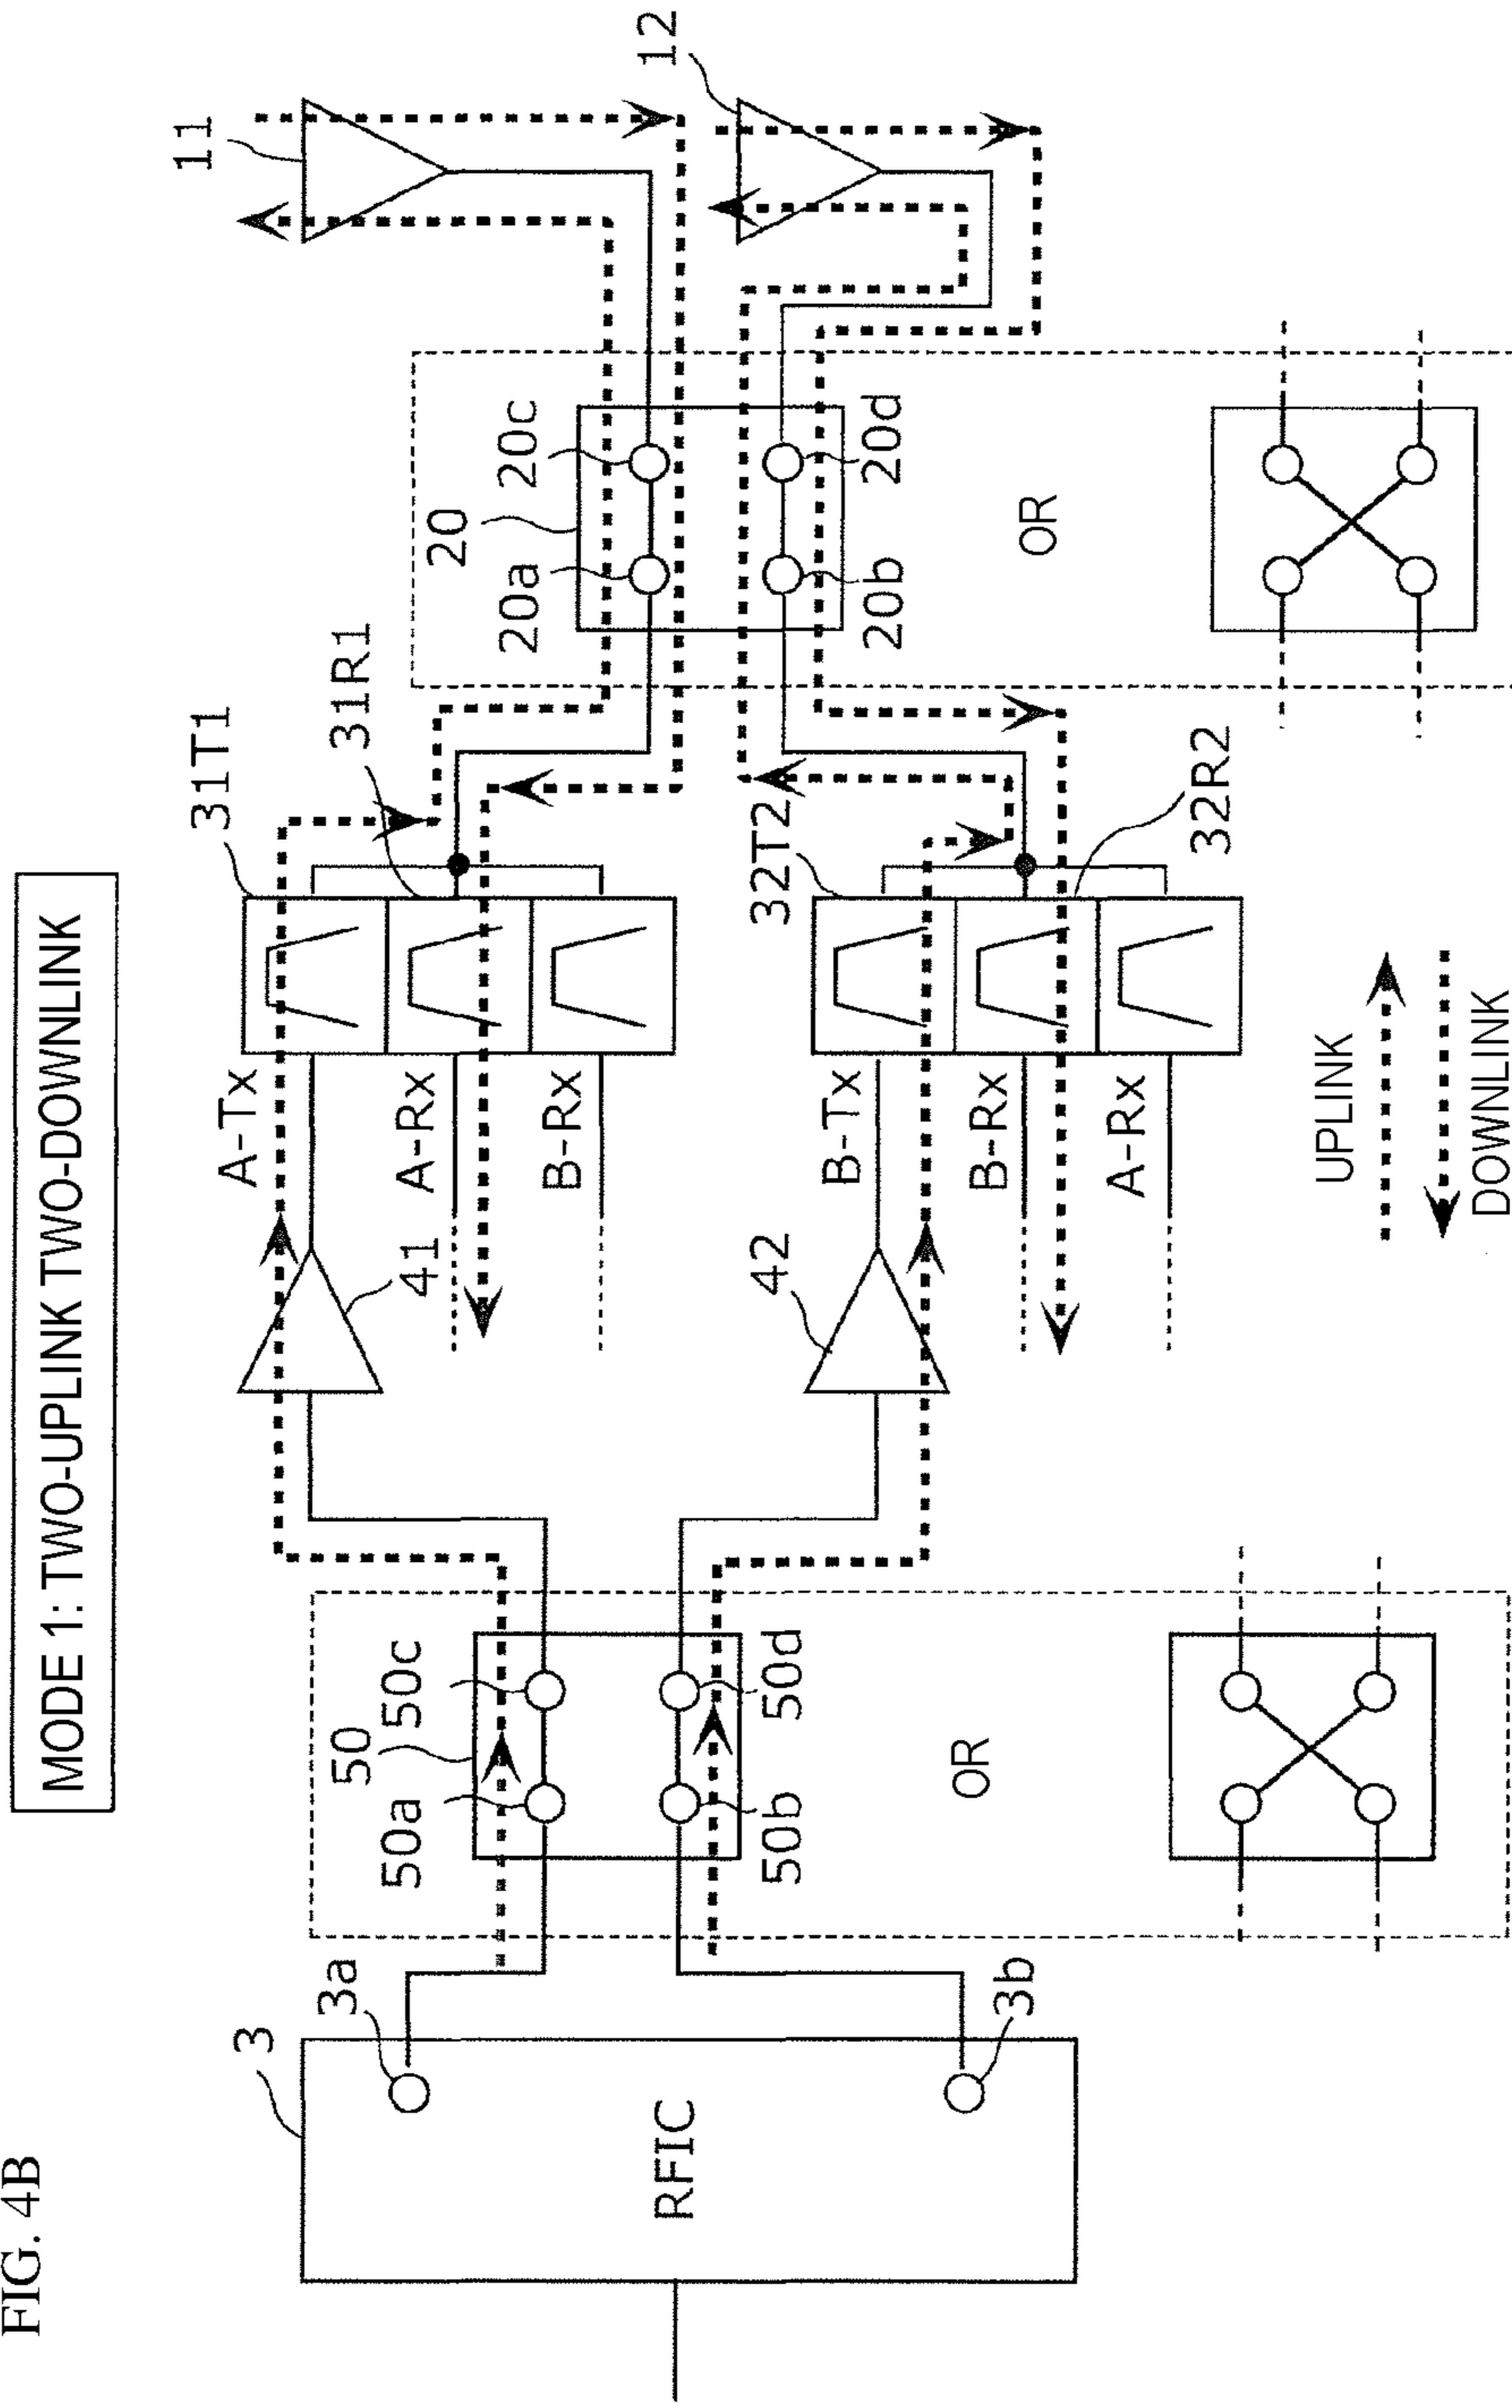 FIG. 4B
MODE 1: TWO-UPLINK TWO-DOWNLINK
3
3a
RFIC
3b
50
50a
50c
50b
50d
OR
41
42
A-Tx
A-Rx
B-Rx
B-Tx
B-Rx
A-Rx
31T1
31R1
32T2
32R2
20
20a
20c
20b
20d
OR
11
12
UPLINK
DOWNLINK